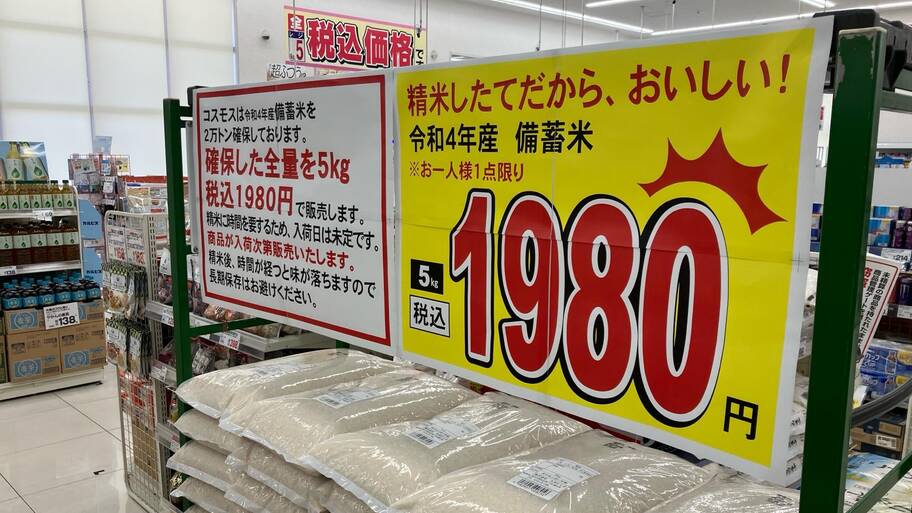 全
5
税込価格
で
超ふつう
コスモスは令和4年産備蓄米を
2万トン確保しております。
確保した全量を5kg
税込1980円で販売します。
精米に時間を要するため、入荷日は未定です。
商品が入荷次第販売いたします。
精米後、時間が経つと味が落ちますので
長期保存はお避けください。
精米したてだから、おいしい!
令和4年産 備蓄米
※お一人様1点限り
5kg
税込
1980
円
138
398
214